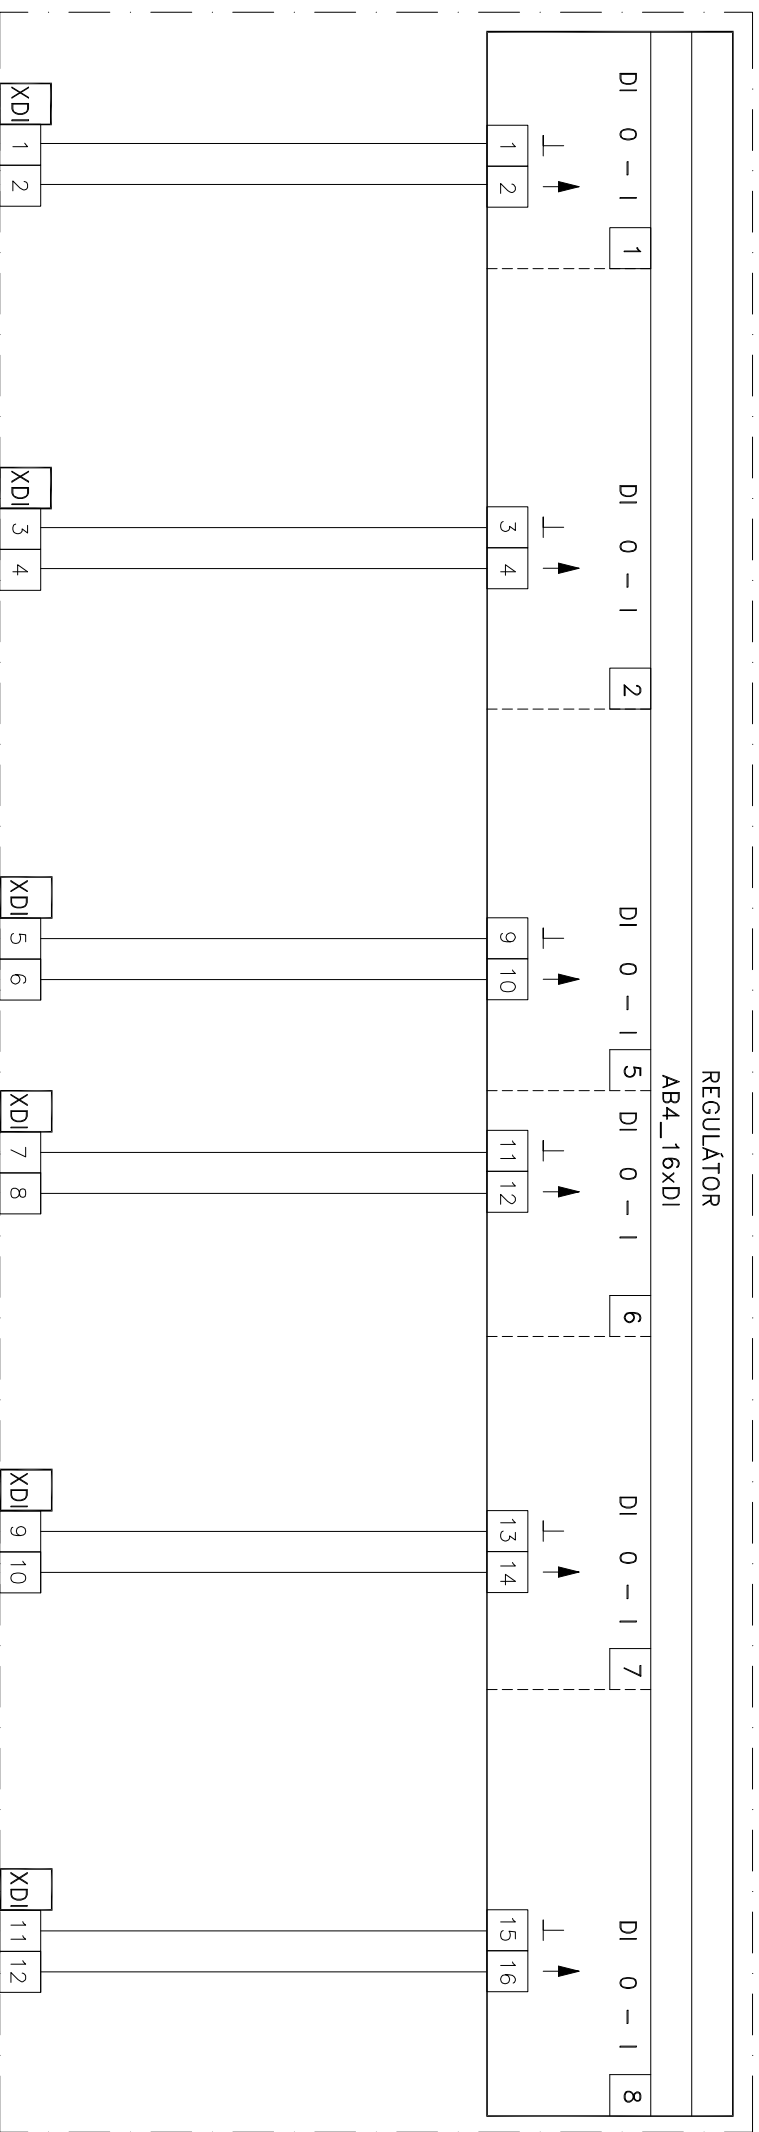 REGULÁTOR
AB4_16xDI
DI 0 – I
1
DI 0 – I
2
DI 0 – I
5
DI 0 – I
6
DI 0 – I
7
DI 0 – I
8
1 2
3 4
9 10
11 12
13 14
15 16
XDI 1 2
XDI 3 4
XDI 5 6
XDI 7 8
XDI 9 10
XDI 11 12